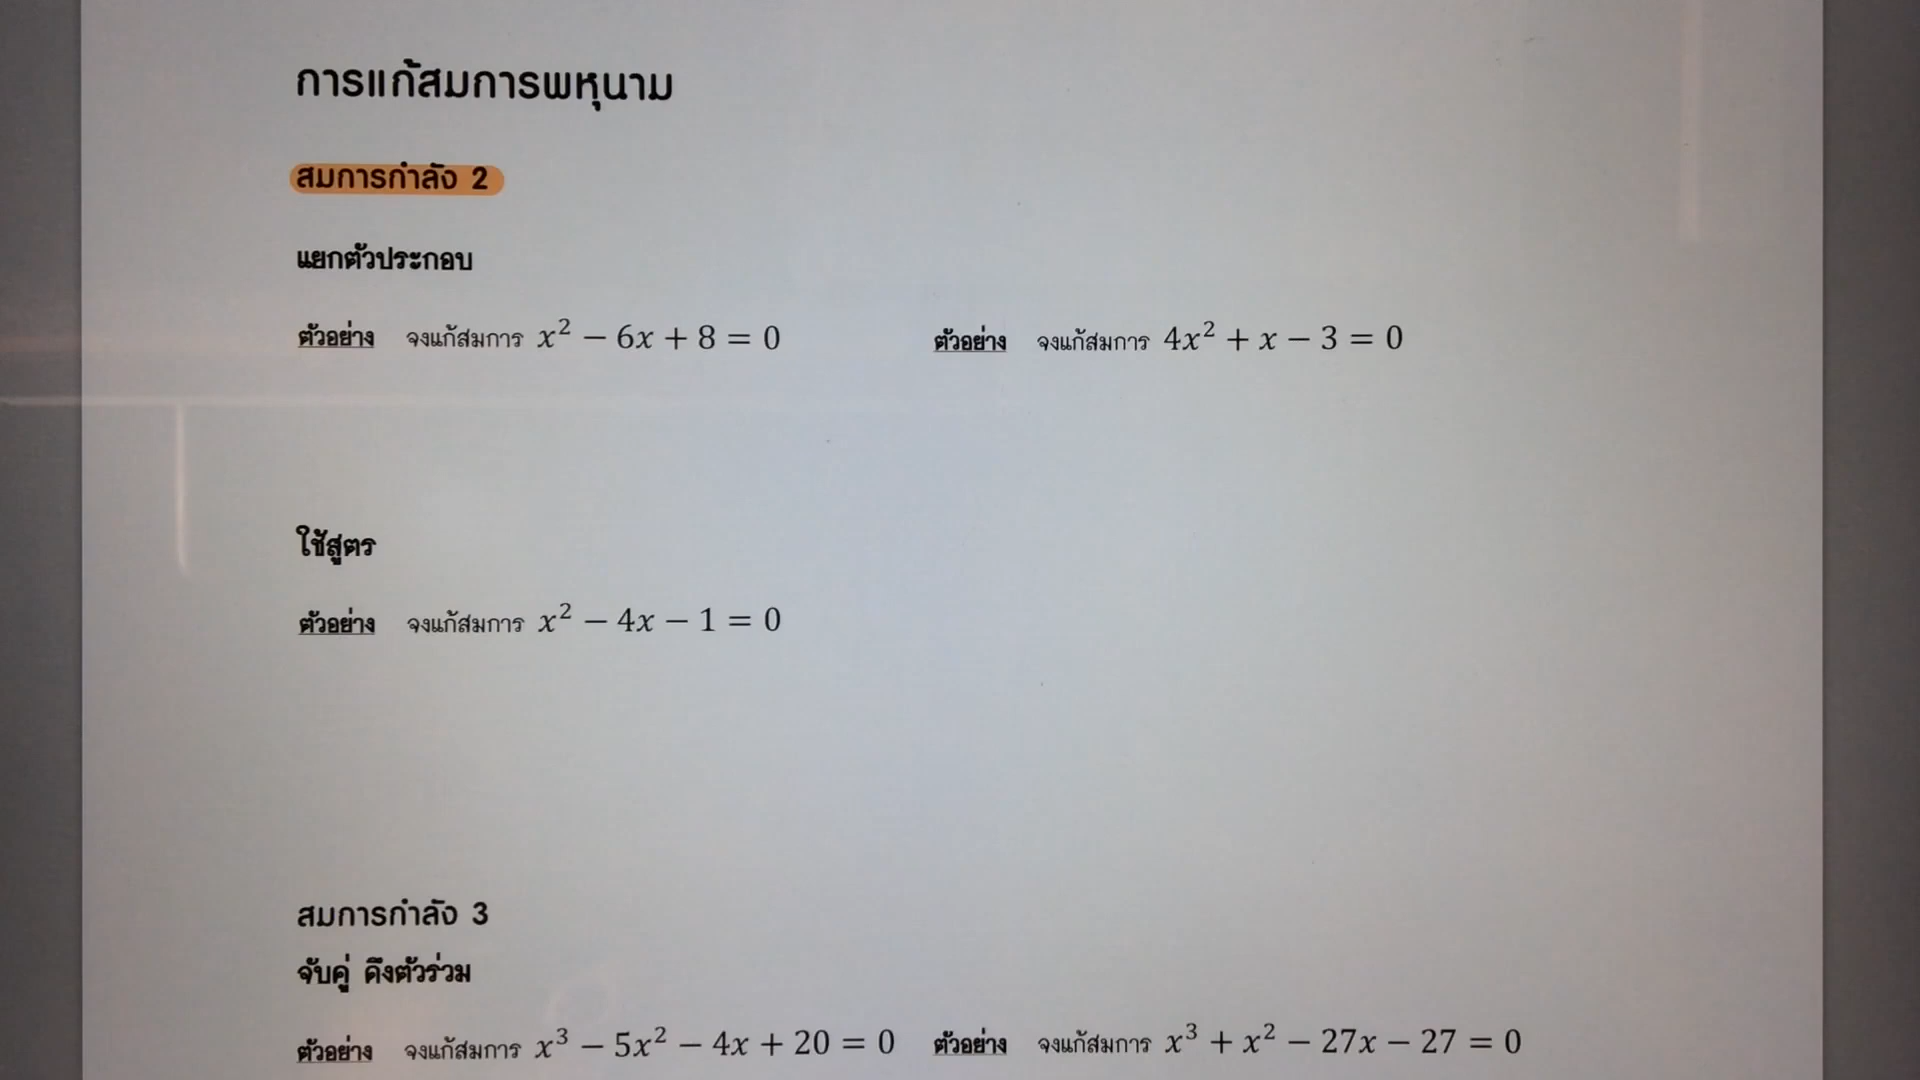 การแก้สมการพหุนาม
สมการกำลัง 2
แยกตัวประกอบ
ตัวอย่าง จงแก้สมการ x² − 6x + 8 = 0 ตัวอย่าง จงแก้สมการ 4x² + x − 3 = 0
ใช้สูตร
ตัวอย่าง จงแก้สมการ x² − 4x − 1 = 0
สมการกำลัง 3
จับคู่ ดึงตัวร่วม
ตัวอย่าง จงแก้สมการ x³ − 5x² − 4x + 20 = 0 ตัวอย่าง จงแก้สมการ x³ + x² − 27x − 27 = 0